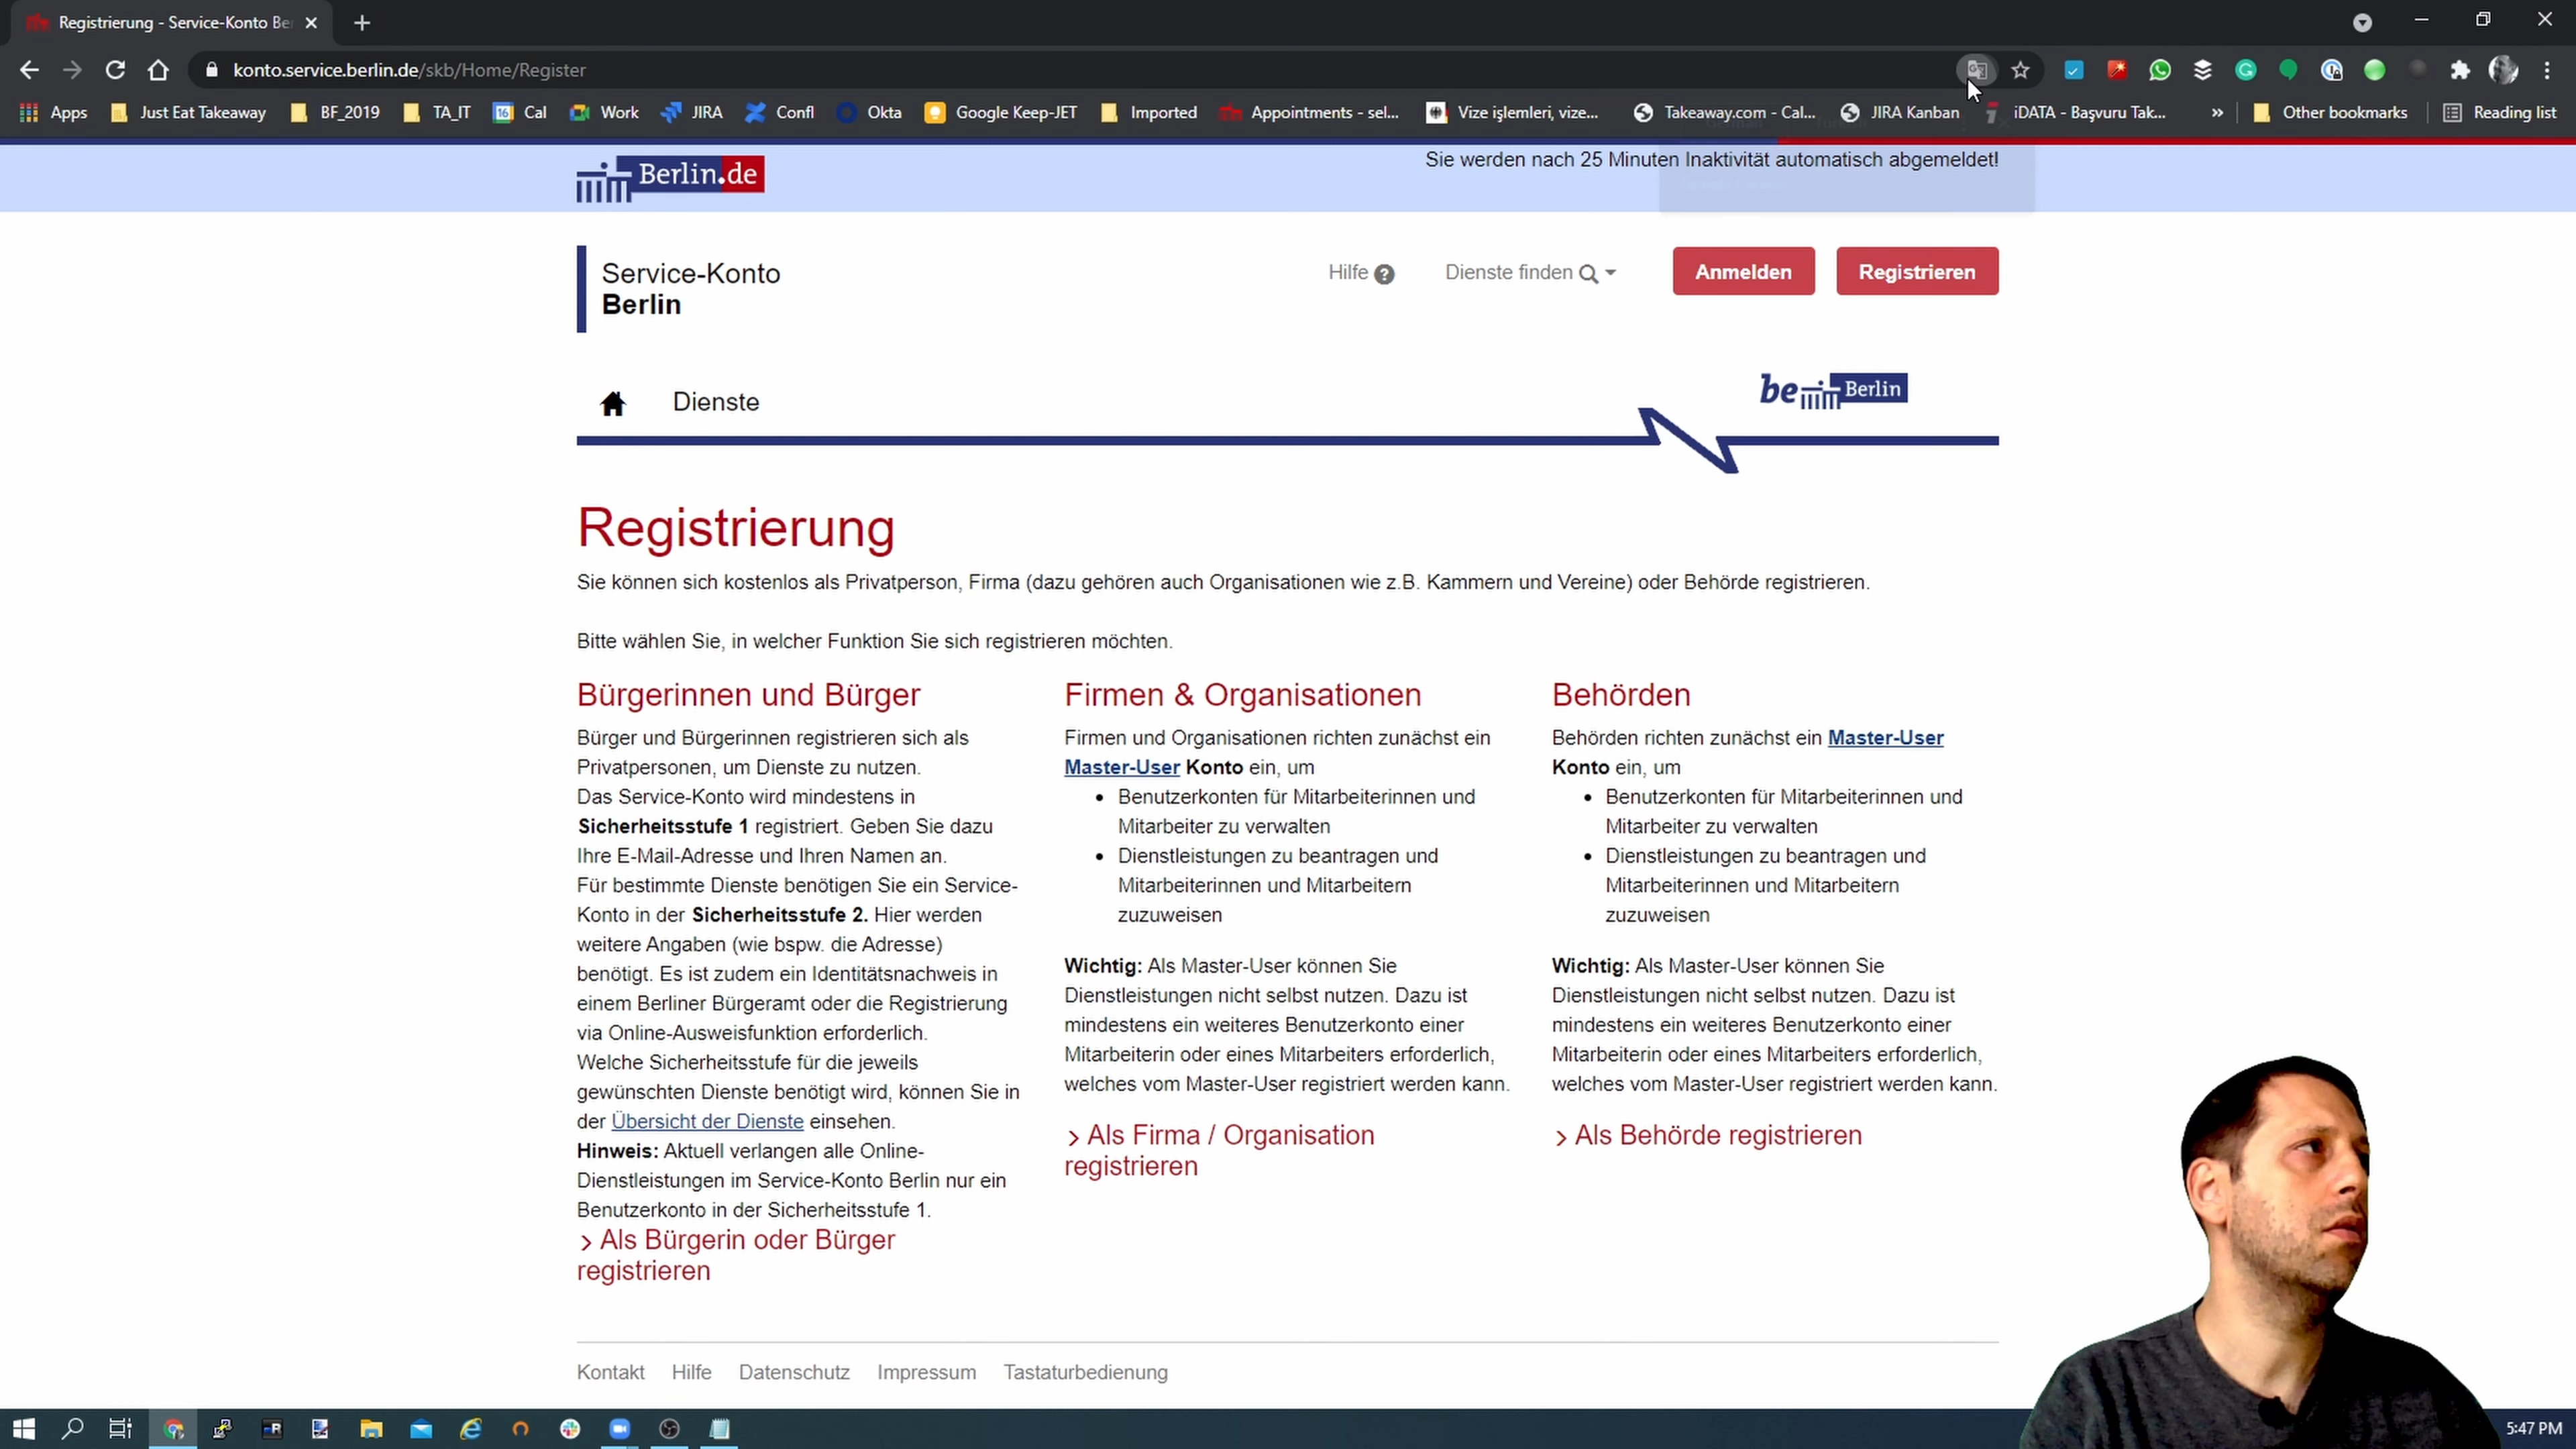 Registrierung - Service-Konto Be
konto.service.berlin.de/skb/Home/Register
Apps
Just Eat Takeaway
BF_2019
TA_IT
16
Cal
Work
JIRA
Confl
Okta
Google Keep-JET
Imported
Appointments - sel...
Vize işlemleri, vize...
Takeaway.com - Cal...
JIRA Kanban
iDATA - Başvuru Tak...
»
Other bookmarks
Reading list
Berlin.de
Sie werden nach 25 Minuten Inaktivität automatisch abgemeldet!
Service-Konto
Berlin
Hilfe
Dienste finden
Anmelden
Registrieren
Dienste
be Berlin
Registrierung
Sie können sich kostenlos als Privatperson, Firma (dazu gehören auch Organisationen wie z.B. Kammern und Vereine) oder Behörde registrieren.
Bitte wählen Sie, in welcher Funktion Sie sich registrieren möchten.
Bürgerinnen und Bürger
Bürger und Bürgerinnen registrieren sich als
Privatpersonen, um Dienste zu nutzen.
Das Service-Konto wird mindestens in
Sicherheitsstufe 1 registriert. Geben Sie dazu
Ihre E-Mail-Adresse und Ihren Namen an.
Für bestimmte Dienste benötigen Sie ein Service-
Konto in der Sicherheitsstufe 2. Hier werden
weitere Angaben (wie bspw. die Adresse)
benötigt. Es ist zudem ein Identitätsnachweis in
einem Berliner Bürgeramt oder die Registrierung
via Online-Ausweisfunktion erforderlich.
Welche Sicherheitsstufe für die jeweils
gewünschten Dienste benötigt wird, können Sie in
der Übersicht der Dienste einsehen.
Hinweis: Aktuell verlangen alle Online-
Dienstleistungen im Service-Konto Berlin nur ein
Benutzerkonto in der Sicherheitsstufe 1.
> Als Bürgerin oder Bürger
registrieren
Firmen & Organisationen
Firmen und Organisationen richten zunächst ein
Master-User Konto ein, um
• Benutzerkonten für Mitarbeiterinnen und
Mitarbeiter zu verwalten
• Dienstleistungen zu beantragen und
Mitarbeiterinnen und Mitarbeitern
zuzuweisen
Wichtig: Als Master-User können Sie
Dienstleistungen nicht selbst nutzen. Dazu ist
mindestens ein weiteres Benutzerkonto einer
Mitarbeiterin oder eines Mitarbeiters erforderlich,
welches vom Master-User registriert werden kann.
> Als Firma / Organisation
registrieren
Behörden
Behörden richten zunächst ein Master-User
Konto ein, um
• Benutzerkonten für Mitarbeiterinnen und
Mitarbeiter zu verwalten
• Dienstleistungen zu beantragen und
Mitarbeiterinnen und Mitarbeitern
zuzuweisen
Wichtig: Als Master-User können Sie
Dienstleistungen nicht selbst nutzen. Dazu ist
mindestens ein weiteres Benutzerkonto einer
Mitarbeiterin oder eines Mitarbeiters erforderlich,
welches vom Master-User registriert werden kann.
> Als Behörde registrieren
Kontakt
Hilfe
Datenschutz
Impressum
Tastaturbedienung
5:47 PM